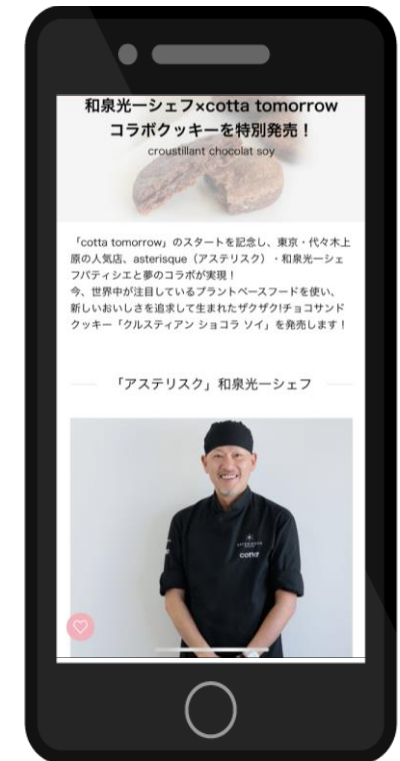 和泉光一シェフ×cotta tomorrow
コラボクッキーを特別発売！
croustillant chocolat soy
「cotta tomorrow」のスタートを記念し、東京・代々木上
原の人気店、asterisque（アステリスク）・和泉光一シェ
フパティシエと夢のコラボが実現！
今、世界中が注目しているプラントベースフードを使い、
新しいおいしさを追求して生まれたザクザク!チョコサンド
クッキー「クルスティアン ショコラ ソイ」を発売します！
「アステリスク」和泉光一シェフ
cotta